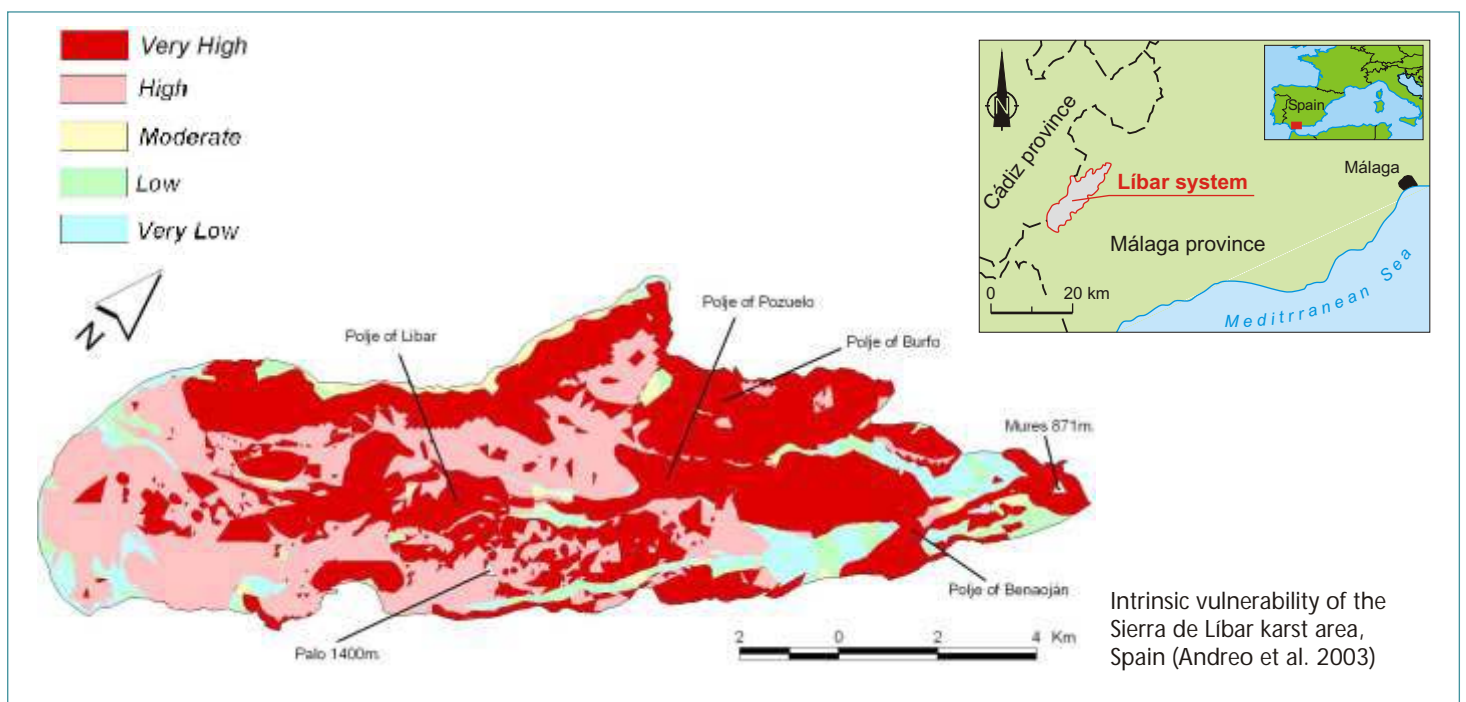 Very High
High
Moderate
Low
Very Low
N
Polje of Libar
Polje of Pozuelo
Polje of Burfo
Mures 871m.
Polje of Benaoján
Palo 1400m.
2 0 2 4 Km
N
Cádiz province
Líbar system
Málaga province
Málaga
Meditrranean Sea
0 20 km
Spain
Intrinsic vulnerability of the
Sierra de Líbar karst area,
Spain (Andreo et al. 2003)